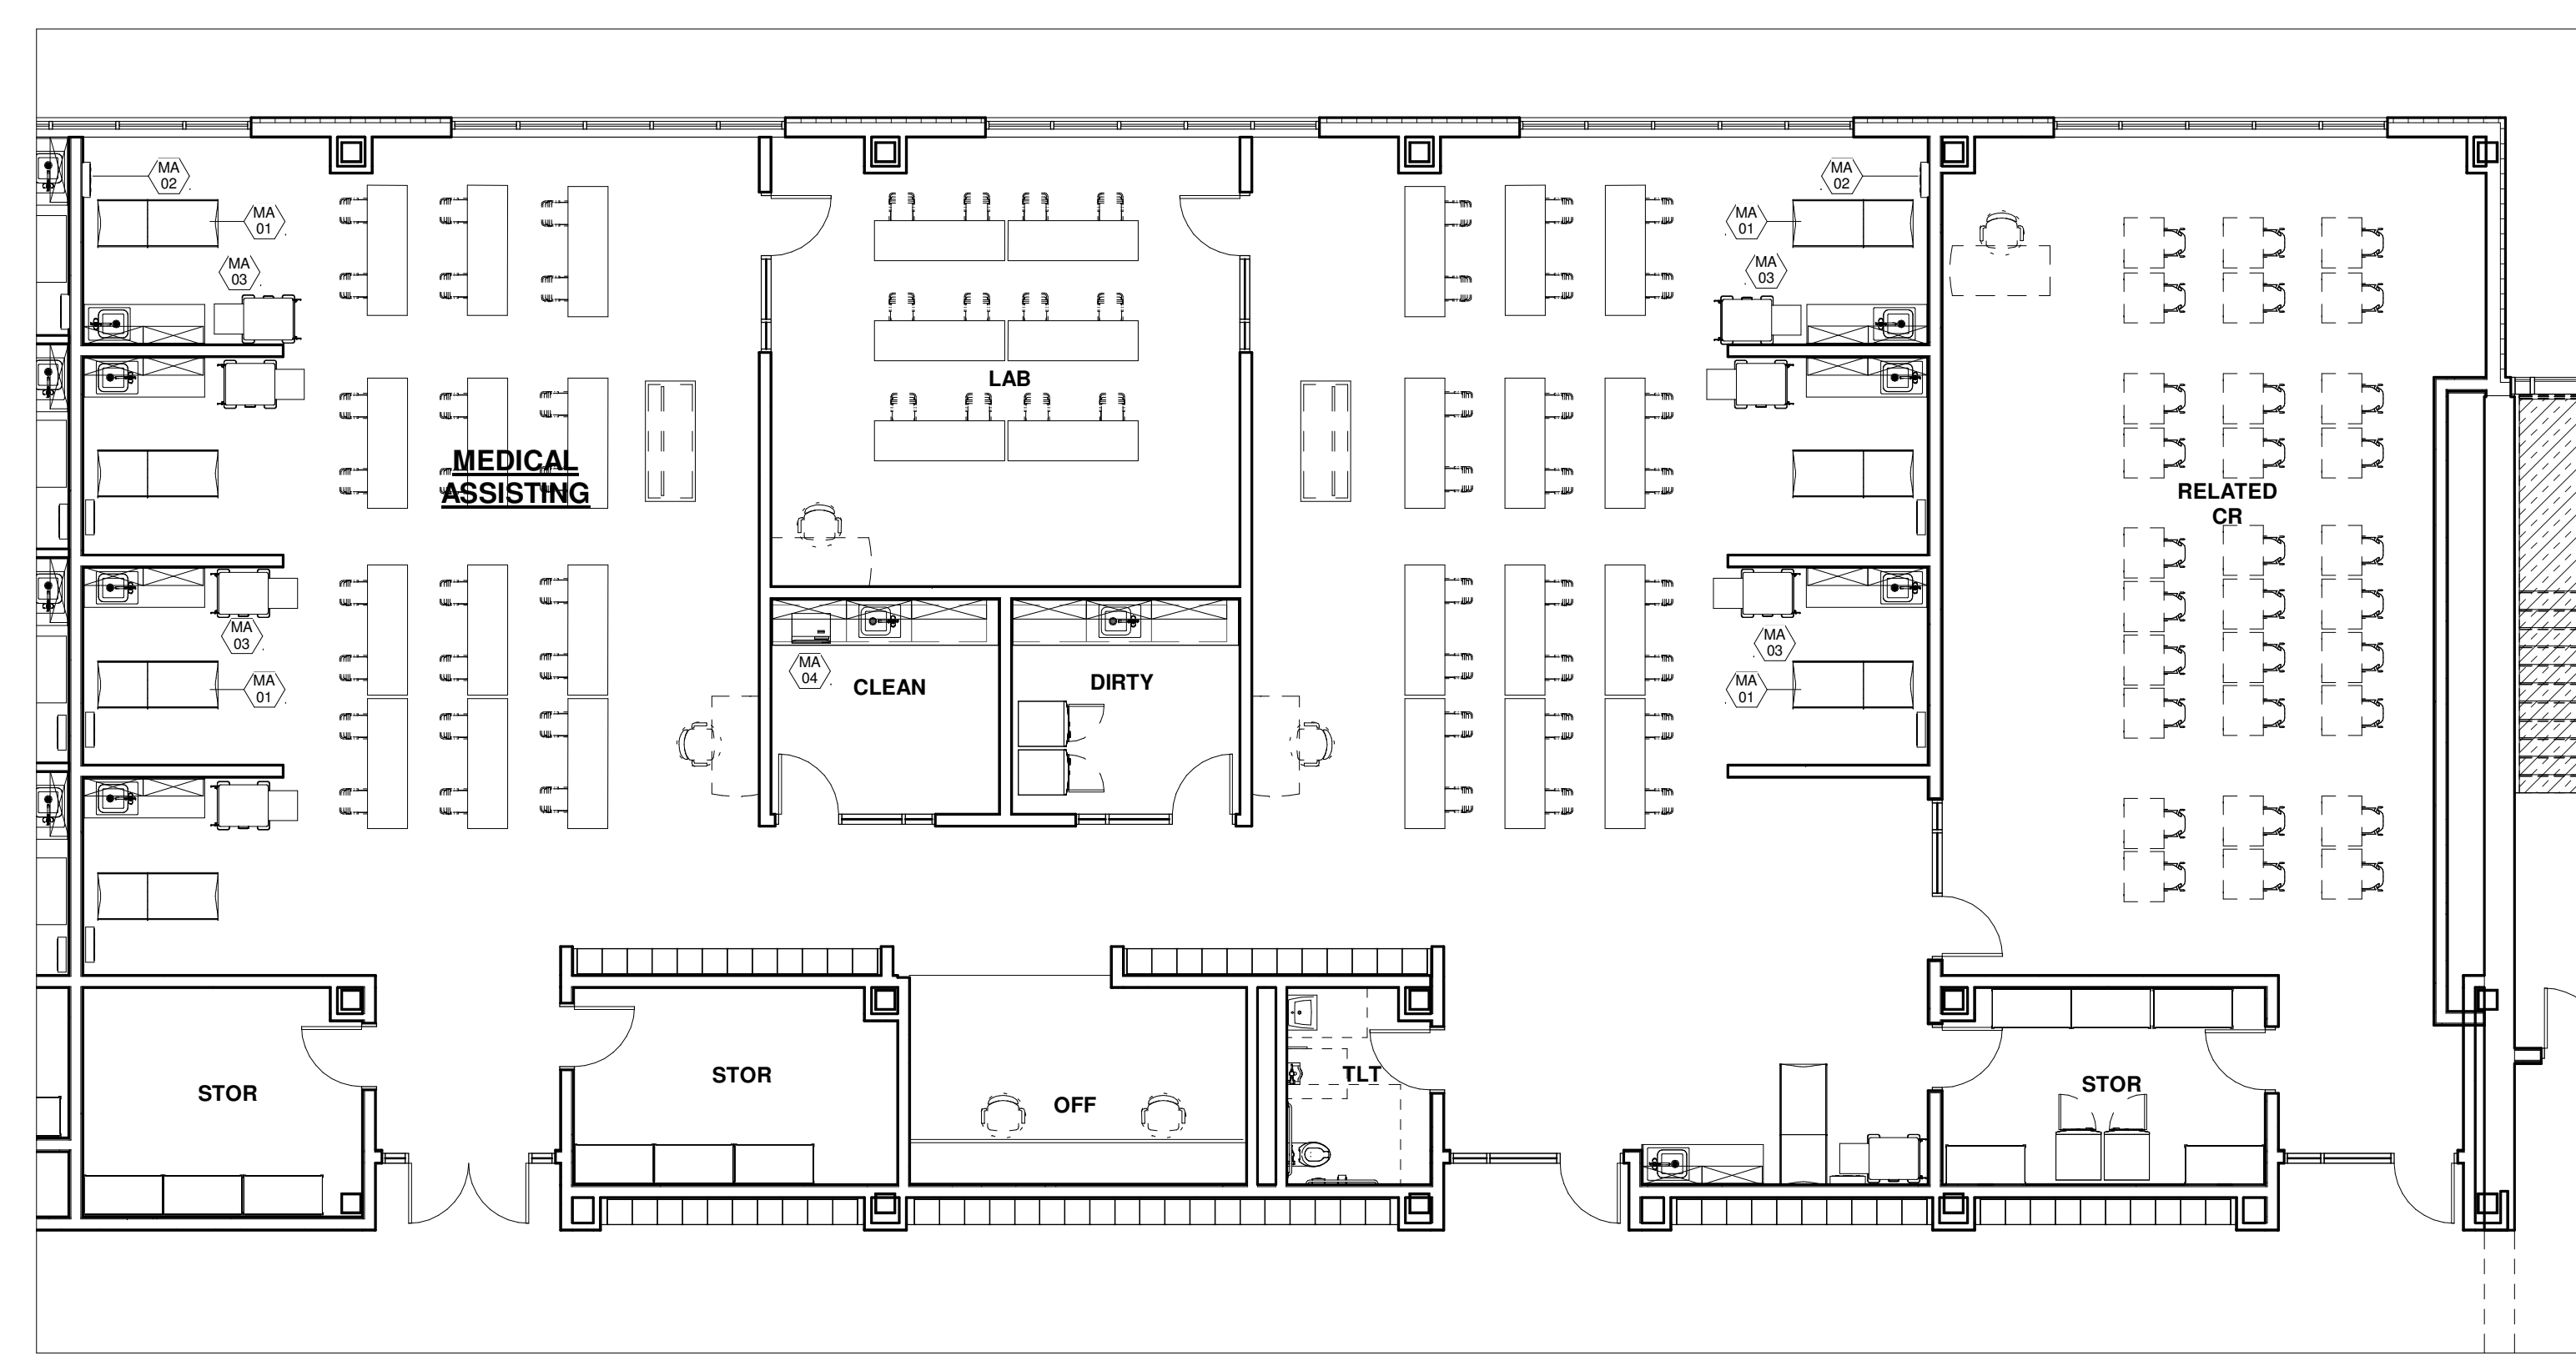 MA
02
MA
01
MA
03
MA
02
MA
01
MA
03
LAB
MEDICAL
ASSISTING
RELATED
CR
MA
03
MA
01
MA
04
CLEAN
DIRTY
MA
03
MA
01
STOR
STOR
OFF
TLT
STOR